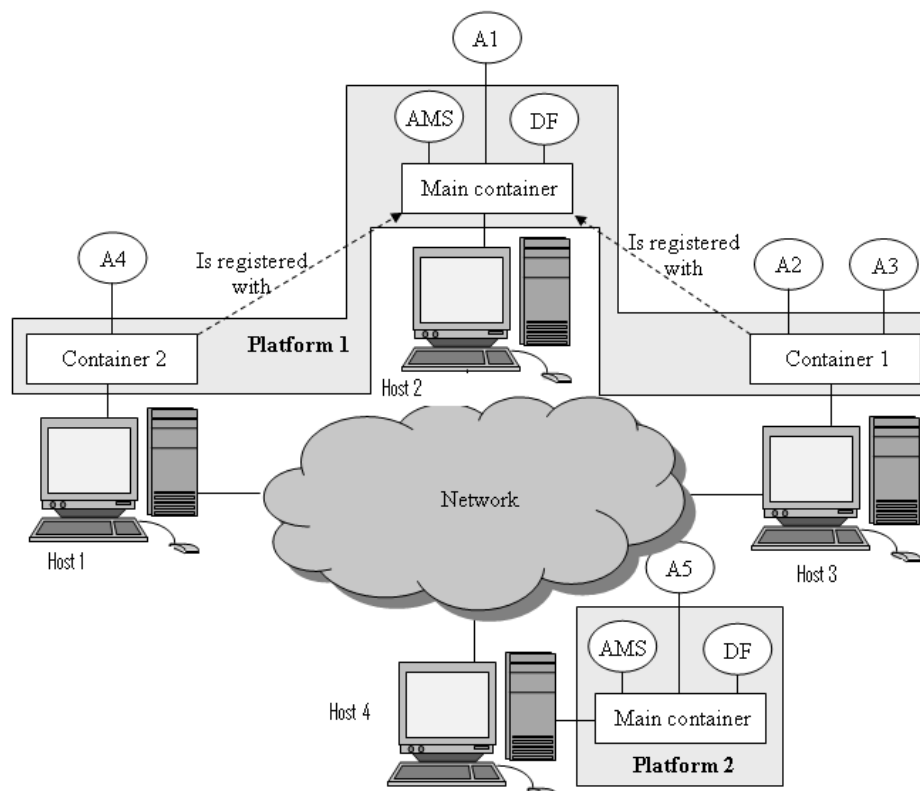 A1
AMS
DF
Main container
A4
Is registered
with
Is registered
with
A2
A3
Container 2
Platform 1
Container 1
Host 2
Network
Host 1
Host 3
A5
AMS
DF
Host 4
Main container
Platform 2